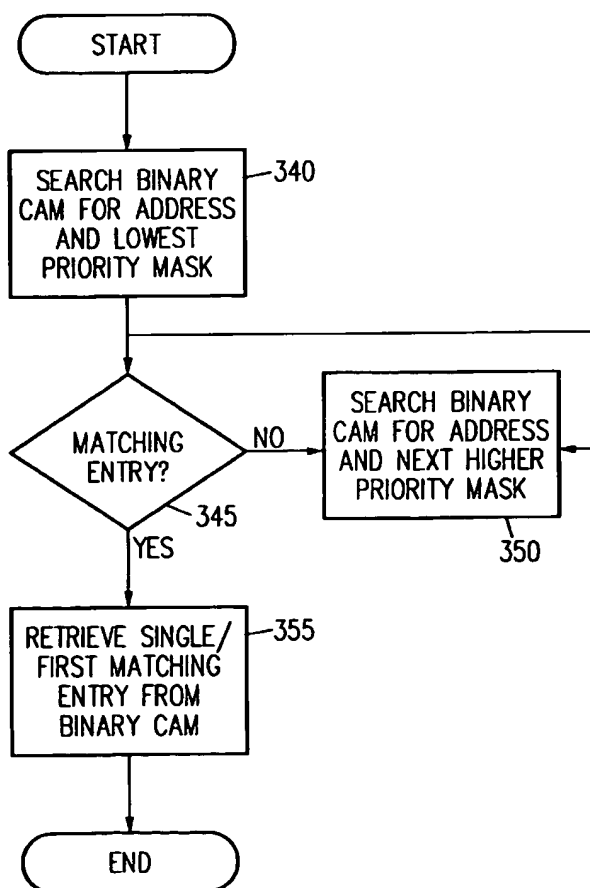 START
SEARCH BINARY
CAM FOR ADDRESS
AND LOWEST
PRIORITY MASK
340
MATCHING
ENTRY?
345
NO
YES
SEARCH BINARY
CAM FOR ADDRESS
AND NEXT HIGHER
PRIORITY MASK
350
RETRIEVE SINGLE/
FIRST MATCHING
ENTRY FROM
BINARY CAM
355
END